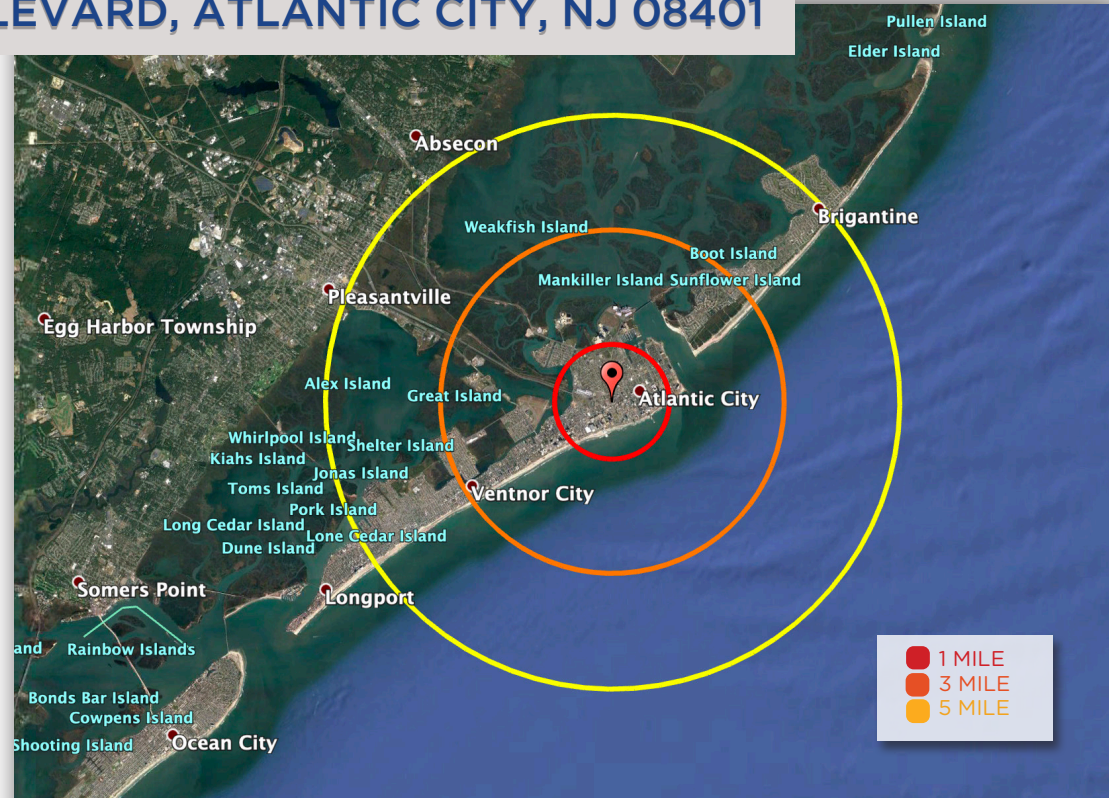 LEVARD, ATLANTIC CITY, NJ 08401
Pullen Island
Elder Island
Absecon
Brigantine
Weakfish Island
Boot Island
Mankiller Island Sunflower Island
Pleasantville
Egg Harbor Township
Alex Island
Great Island
Atlantic City
Whirlpool Island
Shelter Island
Kiahs Island
Jonas Island
Toms Island
Ventnor City
Pork Island
Long Cedar Island
Lone Cedar Island
Dune Island
Somers Point
Longport
and
Rainbow Islands
1 MILE
3 MILE
5 MILE
Bonds Bar Island
Cowpens Island
Shooting Island
Ocean City